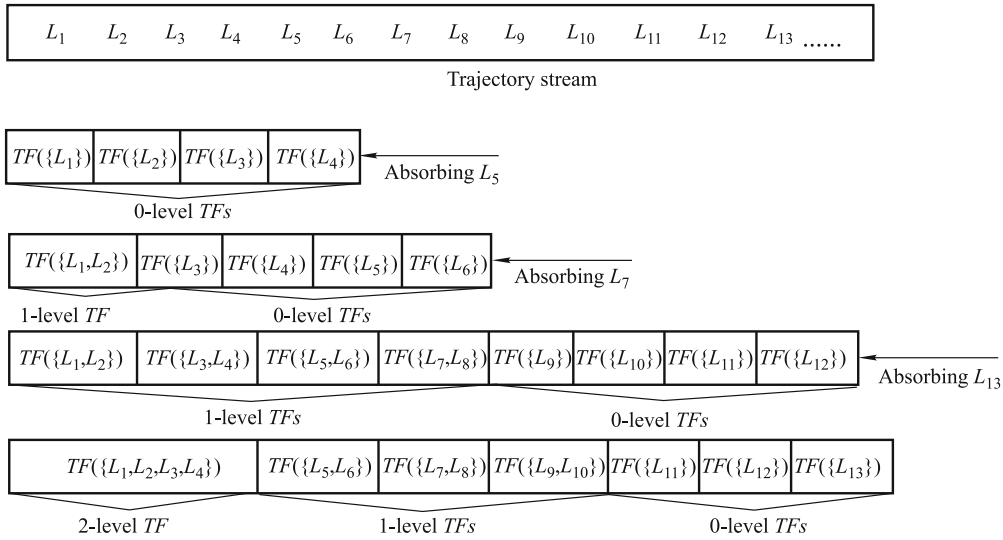 L₁ L₂ L₃ L₄ L₅ L₆ L₇ L₈ L₉ L₁₀ L₁₁ L₁₂ L₁₃ ......
Trajectory stream
TF({L₁}) TF({L₂}) TF({L₃}) TF({L₄})
Absorbing L₅
0-level TFs
TF({L₁,L₂}) TF({L₃}) TF({L₄}) TF({L₅}) TF({L₆})
Absorbing L₇
1-level TF 0-level TFs
TF({L₁,L₂}) TF({L₃,L₄}) TF({L₅,L₆}) TF({L₇,L₈}) TF({L₉}) TF({L₁₀}) TF({L₁₁}) TF({L₁₂})
Absorbing L₁₃
1-level TFs 0-level TFs
TF({L₁,L₂,L₃,L₄}) TF({L₅,L₆}) TF({L₇,L₈}) TF({L₉,L₁₀}) TF({L₁₁}) TF({L₁₂}) TF({L₁₃})
2-level TF 1-level TFs 0-level TFs